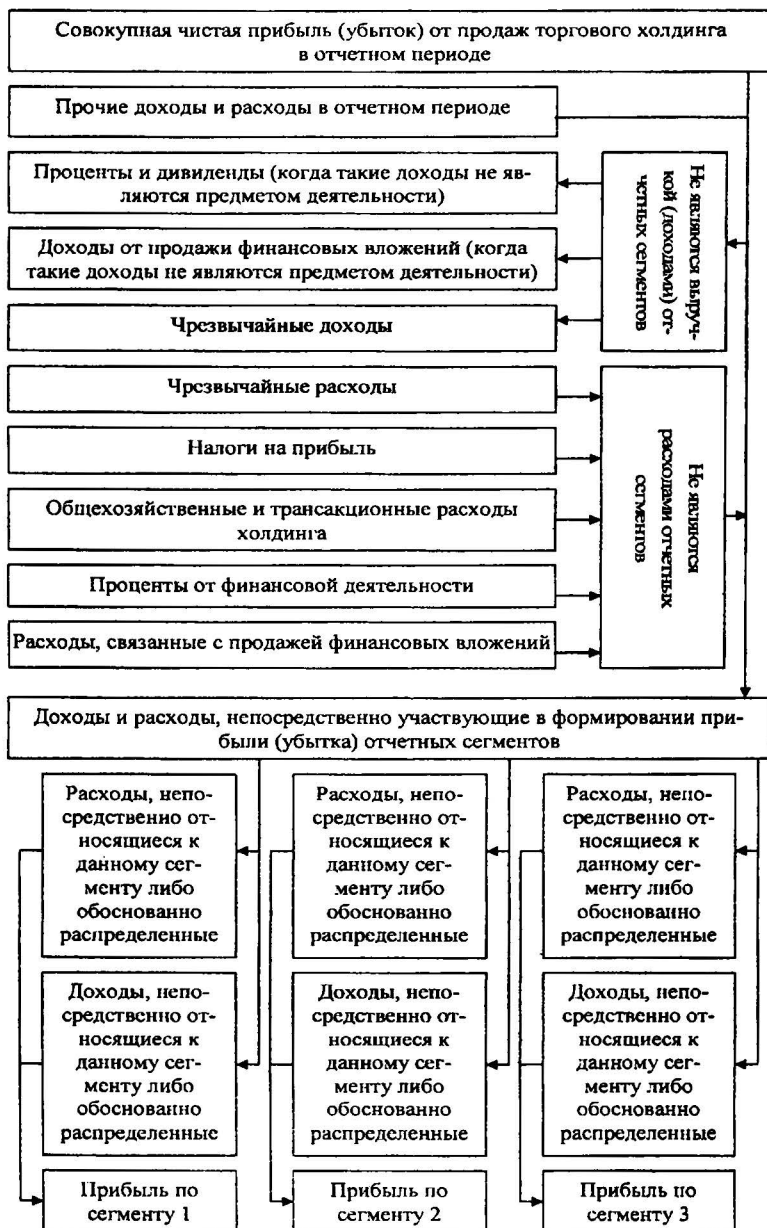 Совокупная чистая прибыль (убыток) от продаж торгового холдинга
в отчетном периоде
Прочие доходы и расходы в отчетном периоде
Проценты и дивиденды (когда такие доходы не яв-
ляются предметом деятельности)
Доходы от продажи финансовых вложений (когда
такие доходы не являются предметом деятельности)
Чрезвычайные доходы
Не являются выруч-
кой (доходами) от-
четных сегментов
Чрезвычайные расходы
Налоги на прибыль
Общехозяйственные и трансакционные расходы
холдинга
Проценты от финансовой деятельности
Расходы, связанные с продажей финансовых вложений
Не являются
расходами отчетных
сегментов
Доходы и расходы, непосредственно участвующие в формировании при-
были (убытка) отчетных сегментов
Расходы, непо-
средственно от-
носящиеся к
данному сег-
менту либо
обоснованно
распределенные
Расходы, непо-
средственно от-
носящиеся к
данному сег-
менту либо
обоснованно
распределенные
Расходы, непо-
средственно от-
носящиеся к
данному сег-
менту либо
обоснованно
распределенные
Доходы, непо-
средственно от-
носящиеся к
данному сег-
менту либо
обоснованно
распределенные
Доходы, непо-
средственно от-
носящиеся к
данному сег-
менту либо
обоснованно
распределенные
Доходы, непо-
средственно от-
носящиеся к
данному сег-
менту либо
обоснованно
распределенные
Прибыль по
сегменту 1
Прибыль по
сегменту 2
Прибыль по
сегменту 3